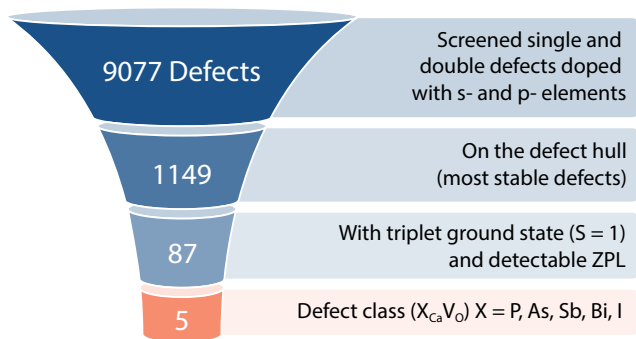 9077 Defects
Screened single and
double defects doped
with s- and p- elements
1149
On the defect hull
(most stable defects)
87
With triplet ground state (S = 1)
and detectable ZPL
5
Defect class (X_CaV_O) X = P, As, Sb, Bi, I